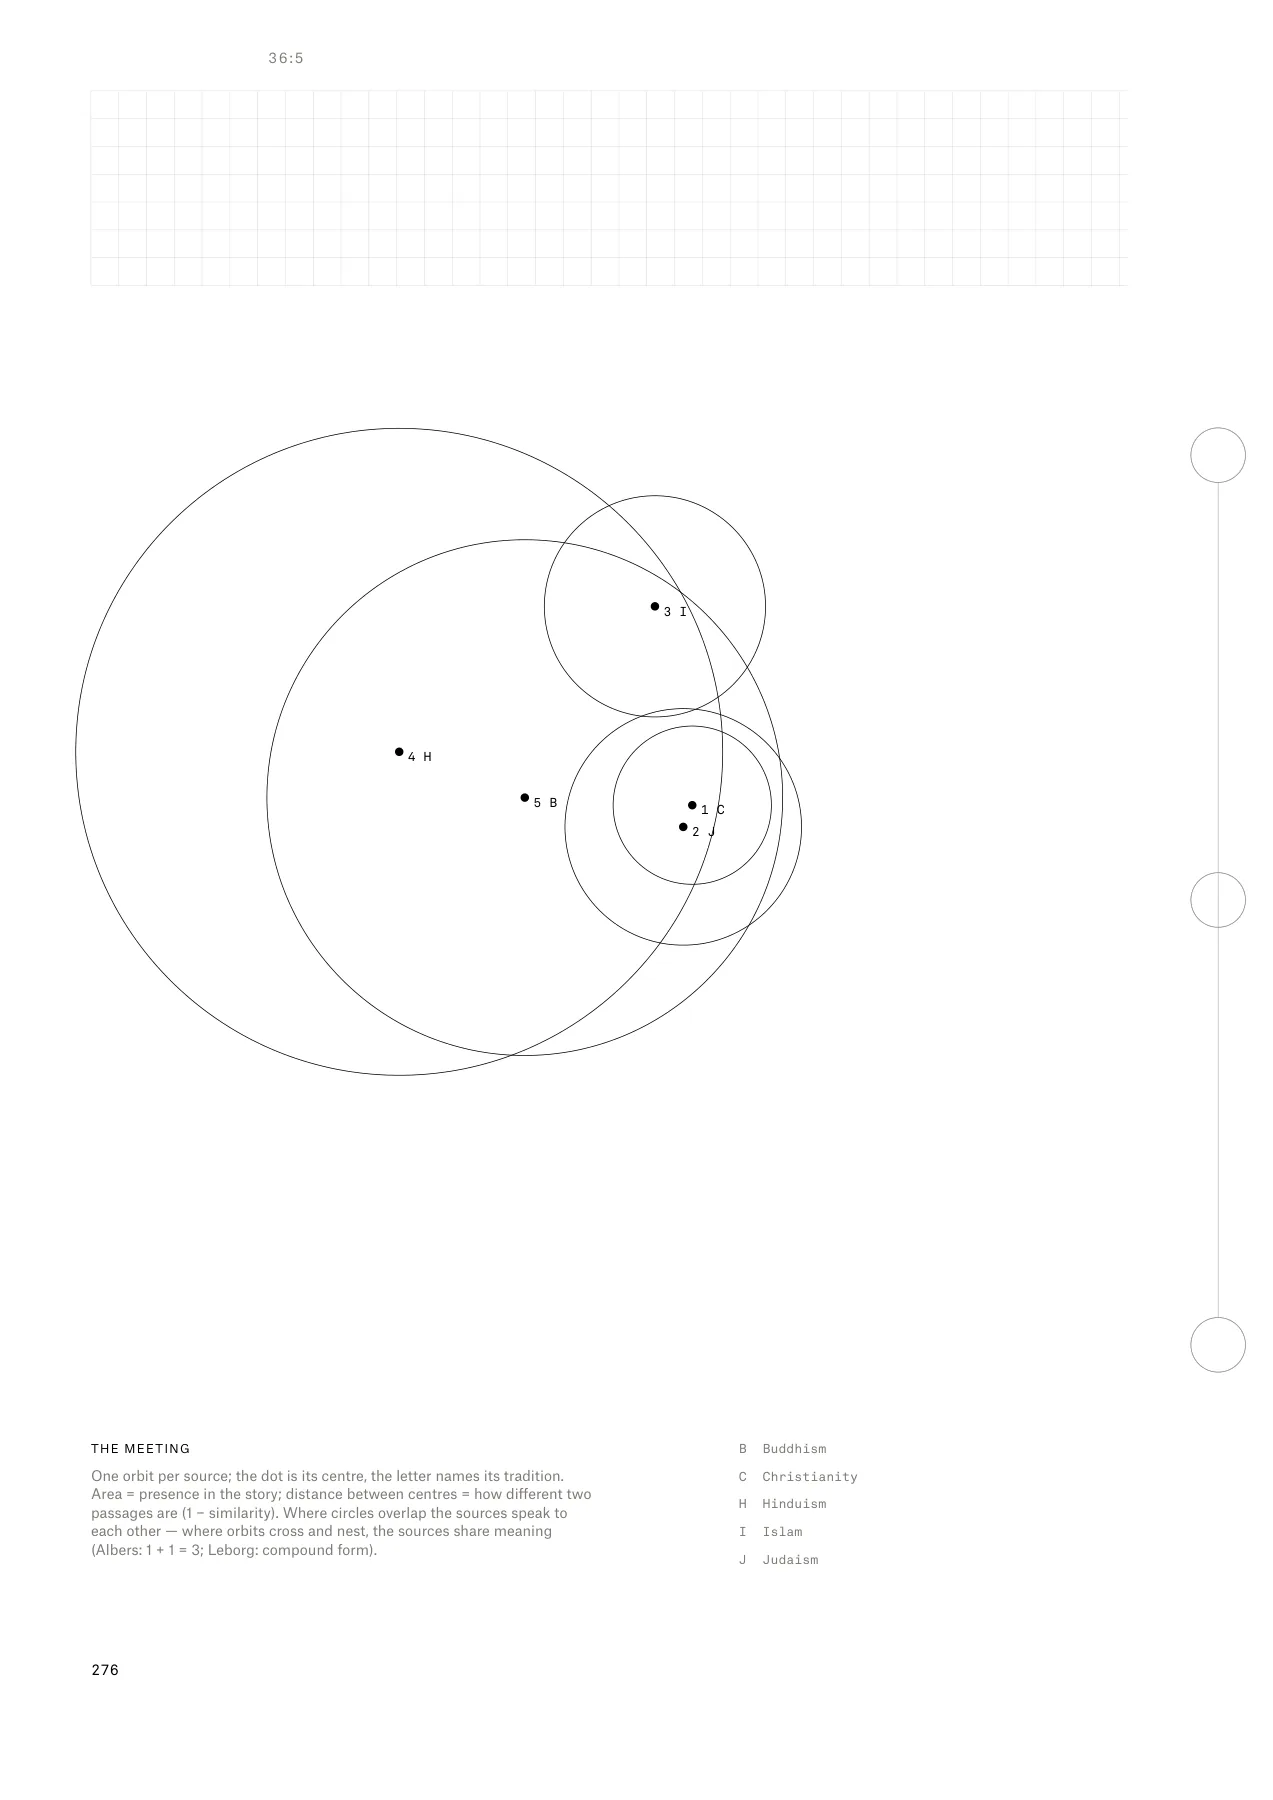 36:5
3 I
4 H
5 B
1 C
2 J
THE MEETING
One orbit per source; the dot is its centre, the letter names its tradition.
Area = presence in the story; distance between centres = how different two
passages are (1 − similarity). Where circles overlap the sources speak to
each other — where orbits cross and nest, the sources share meaning
(Albers: 1 + 1 = 3; Leborg: compound form).
B Buddhism
C Christianity
H Hinduism
I Islam
J Judaism
276